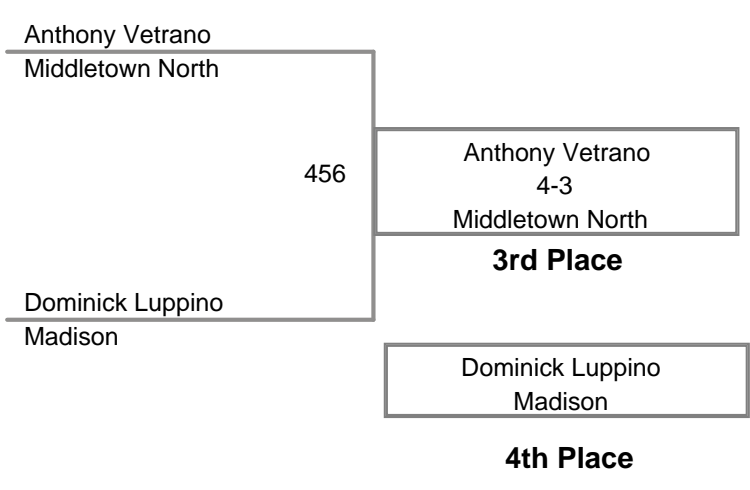 Anthony Vetrano
Middletown North
456
Anthony Vetrano
4-3
Middletown North
3rd Place
Dominick Luppino
Madison
Dominick Luppino
Madison
4th Place